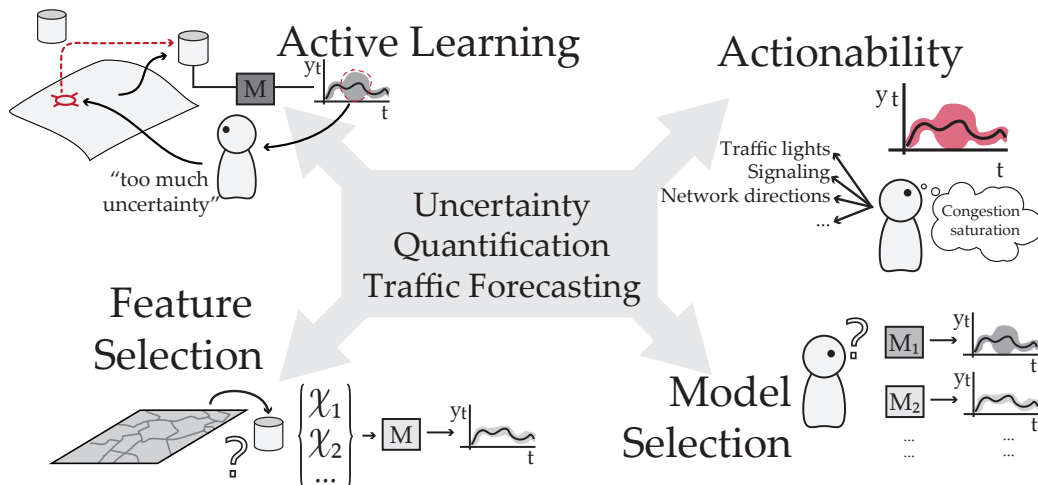 Active Learning
y_t
M
t
"too much
uncertainty"
Actionability
y_t
t
Traffic lights
Signaling
Network directions
...
Congestion
saturation
Uncertainty
Quantification
Traffic Forecasting
Feature
Selection
?
χ_1
χ_2
...
M
y_t
t
Model
Selection
?
M_1
y_t
t
M_2
y_t
t
...
...
...
...